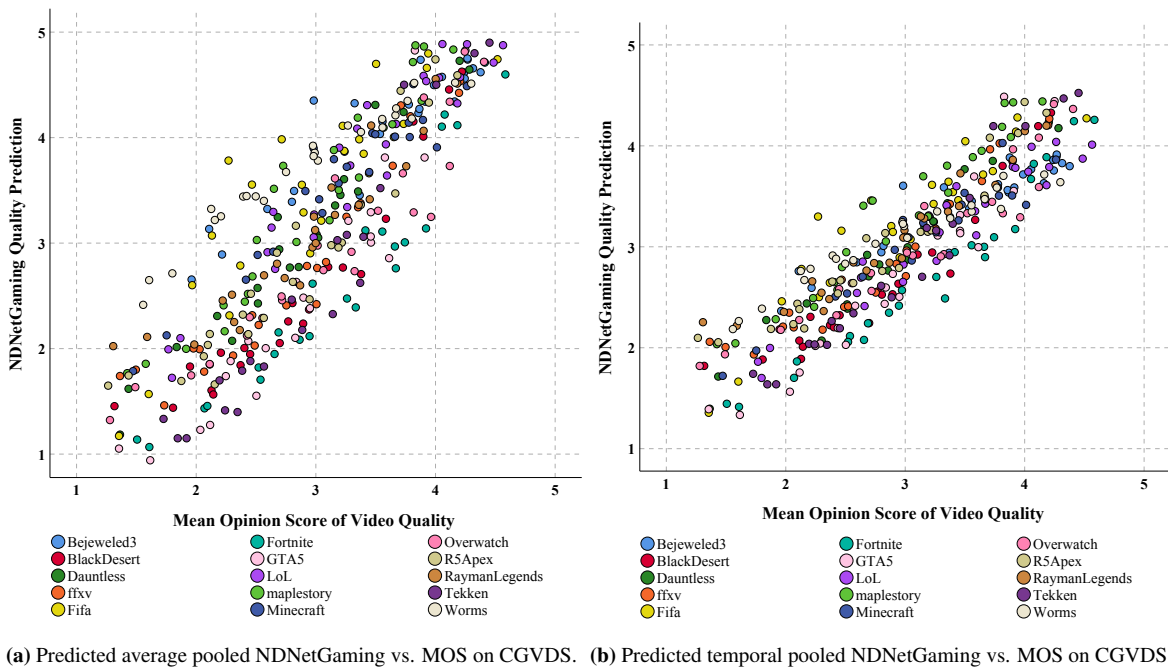 5
4
3
2
1
NDNetGaming Quality Prediction
1 2 3 4 5
Mean Opinion Score of Video Quality
Bejeweled3 Fortnite Overwatch
BlackDesert GTA5 R5Apex
Dauntless LoL RaymanLegends
ffxv maplestory Tekken
Fifa Minecraft Worms
(a) Predicted average pooled NDNetGaming vs. MOS on CGVDS.
5
4
3
2
1
NDNetGaming Quality Prediction
1 2 3 4 5
Mean Opinion Score of Video Quality
Bejeweled3 Fortnite Overwatch
BlackDesert GTA5 R5Apex
Dauntless LoL RaymanLegends
ffxv maplestory Tekken
Fifa Minecraft Worms
(b) Predicted temporal pooled NDNetGaming vs. MOS on CGVDS